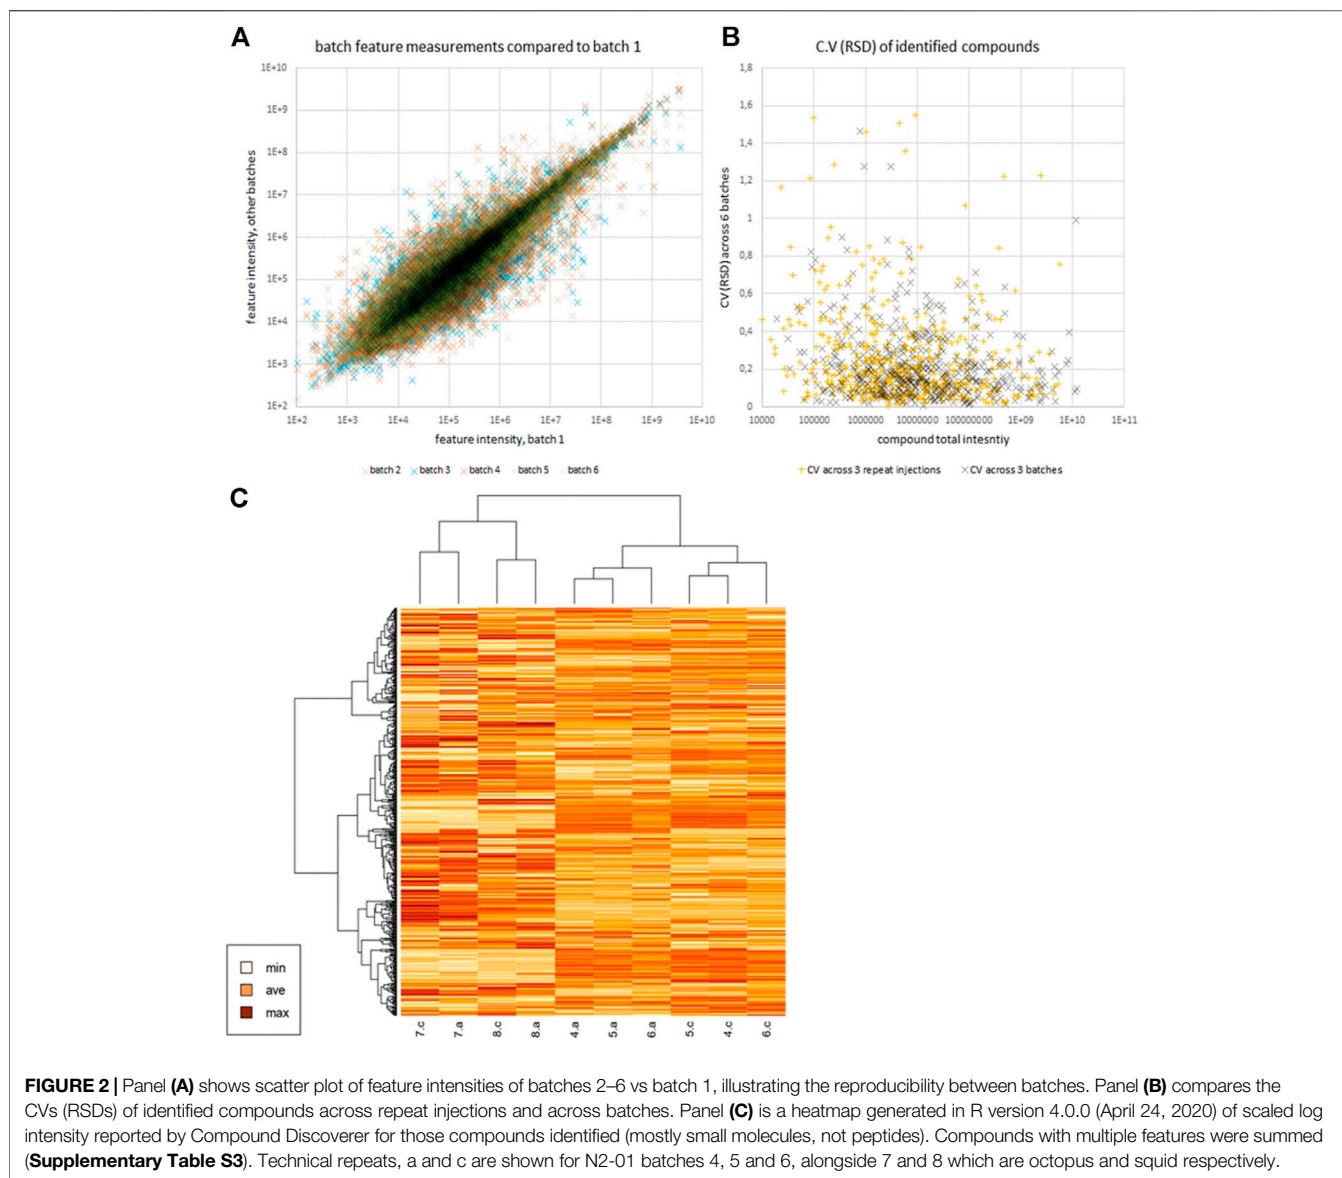 A
batch feature measurements compared to batch 1
1E+10
1E+9
1E+8
1E+7
1E+6
1E+5
1E+4
1E+3
1E+2
feature intensity, other batches
1E+2 1E+3 1E+4 1E+5 1E+6 1E+7 1E+8 1E+9 1E+10
feature intensity, batch 1
batch 2 batch 3 batch 4 batch 5 batch 6
B
C.V (RSD) of identified compounds
1,8
1,6
1,4
1,2
1
0,8
0,6
0,4
0,2
0
CV (RSD) across 6 batches
10000 100000 1000000 10000000 100000000 1E+09 1E+10 1E+11
compound total intesntiy
CV across 3 repeat injections CV across 3 batches
C
min
ave
max
7.c 7.a 8.c 8.a 4.a 5.a 6.a 5.c 4.c 6.c
FIGURE 2 | Panel (A) shows scatter plot of feature intensities of batches 2–6 vs batch 1, illustrating the reproducibility between batches. Panel (B) compares the
CVs (RSDs) of identified compounds across repeat injections and across batches. Panel (C) is a heatmap generated in R version 4.0.0 (April 24, 2020) of scaled log
intensity reported by Compound Discoverer for those compounds identified (mostly small molecules, not peptides). Compounds with multiple features were summed
(Supplementary Table S3). Technical repeats, a and c are shown for N2-01 batches 4, 5 and 6, alongside 7 and 8 which are octopus and squid respectively.